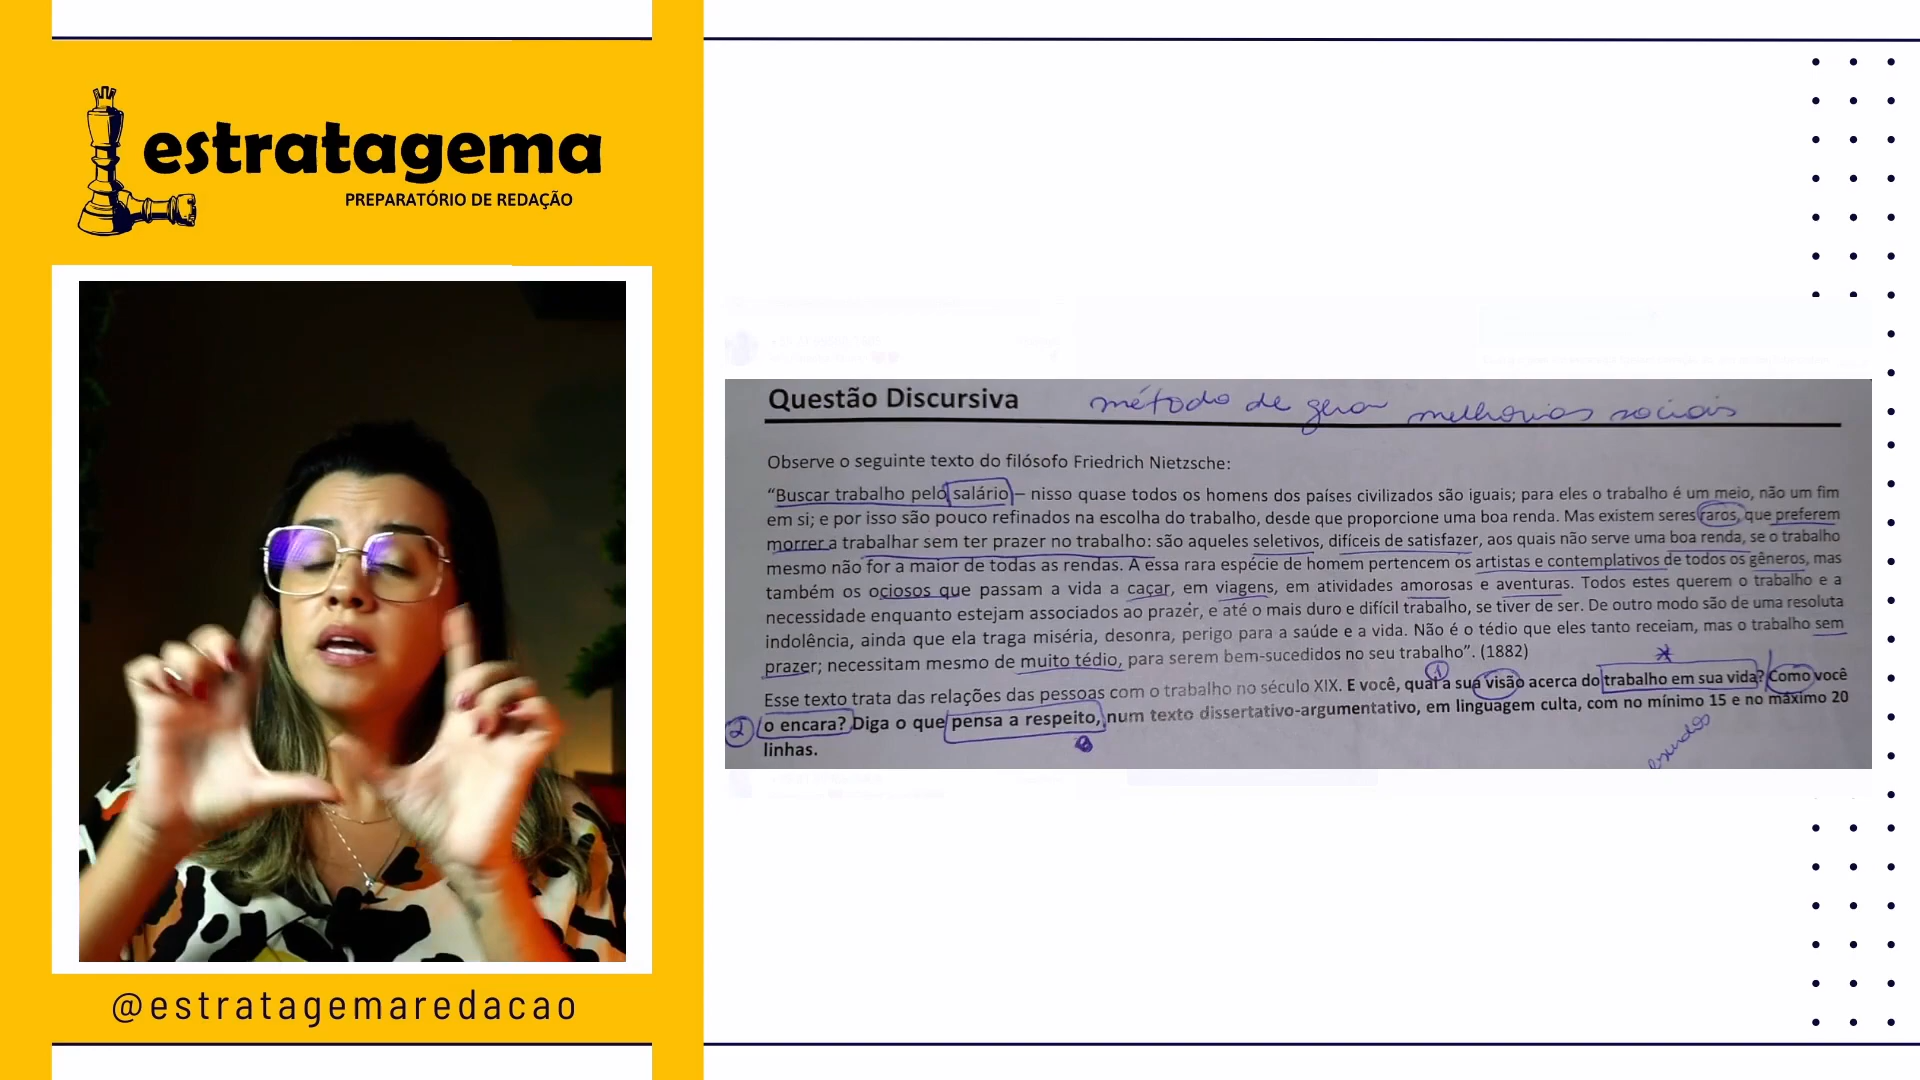 estratagema
PREPARATÓRIO DE REDAÇÃO
@estratagemaredacao
Questão Discursiva método de gerar melhorias sociais
Observe o seguinte texto do filósofo Friedrich Nietzsche:
“Buscar trabalho pelo salário – nisso quase todos os homens dos países civilizados são iguais; para eles o trabalho é um meio, não um fim
em si; e por isso são pouco refinados na escolha do trabalho, desde que proporcione uma boa renda. Mas existem seres raros, que preferem
morrer a trabalhar sem ter prazer no trabalho: são aqueles seletivos, difíceis de satisfazer, aos quais não serve uma boa renda, se o trabalho
mesmo não for a maior de todas as rendas. A essa rara espécie de homem pertencem os artistas e contemplativos de todos os gêneros, mas
também os ociosos que passam a vida a caçar, em viagens, em atividades amorosas e aventuras. Todos estes querem o trabalho e a
necessidade enquanto estejam associados ao prazer, e até o mais duro e difícil trabalho, se tiver de ser. De outro modo são de uma resoluta
indolência, ainda que ela traga miséria, desonra, perigo para a saúde e a vida. Não é o tédio que eles tanto receiam, mas o trabalho sem
prazer; necessitam mesmo de muito tédio, para serem bem-sucedidos no seu trabalho”. (1882)
1
Esse texto trata das relações das pessoas com o trabalho no século XIX. E você, qual a sua visão acerca do trabalho em sua vida? Como você
2 o encara? Diga o que pensa a respeito, num texto dissertativo-argumentativo, em linguagem culta, com no mínimo 15 e no máximo 20
linhas.